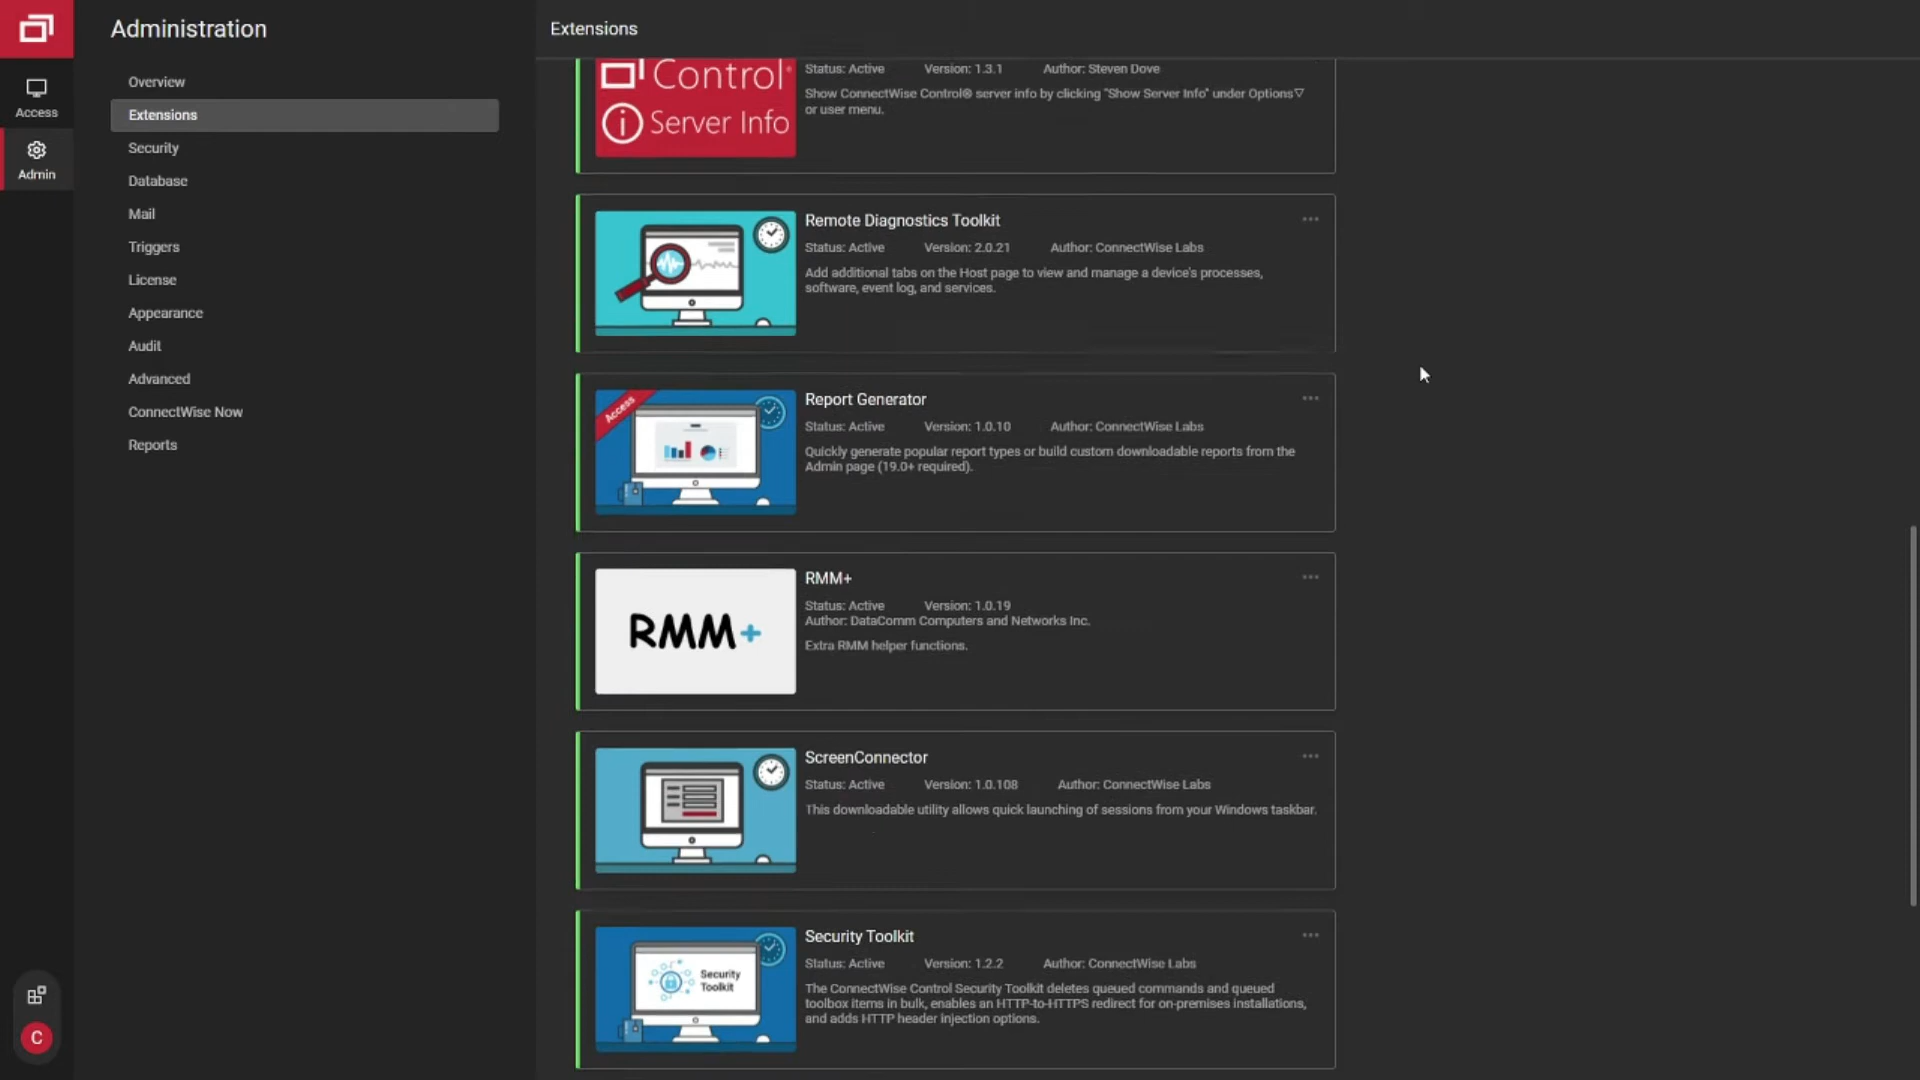 Administration
Extensions
Access
Admin
Overview
Extensions
Security
Database
Mail
Triggers
License
Appearance
Audit
Advanced
ConnectWise Now
Reports
C
Control
Server Info
Status: Active Version: 1.3.1 Author: Steven Dove
Show ConnectWise Control® server info by clicking "Show Server Info" under Options▽
or user menu.
Remote Diagnostics Toolkit
Status: Active Version: 2.0.21 Author: ConnectWise Labs
Add additional tabs on the Host page to view and manage a device's processes,
software, event log, and services.
Access
Report Generator
Status: Active Version: 1.0.10 Author: ConnectWise Labs
Quickly generate popular report types or build custom downloadable reports from the
Admin page (19.0+ required).
RMM+
RMM+
Status: Active Version: 1.0.19
Author: DataComm Computers and Networks Inc.
Extra RMM helper functions.
ScreenConnector
Status: Active Version: 1.0.108 Author: ConnectWise Labs
This downloadable utility allows quick launching of sessions from your Windows taskbar.
Security
Toolkit
Security Toolkit
Status: Active Version: 1.2.2 Author: ConnectWise Labs
The ConnectWise Control Security Toolkit deletes queued commands and queued
toolbox items in bulk, enables an HTTP-to-HTTPS redirect for on-premises installations,
and adds HTTP header injection options.